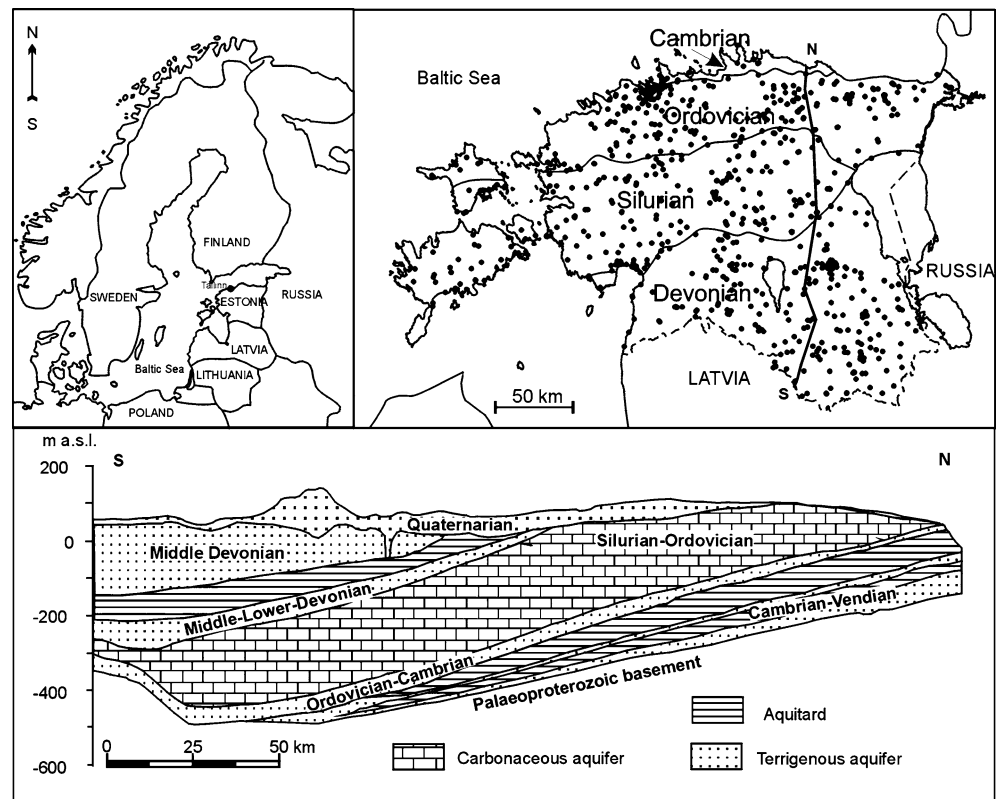 N
S
FINLAND
Tallinn
SWEDEN
ESTONIA
RUSSIA
LATVIA
Baltic Sea
LITHUANIA
POLAND
Cambrian
N
Baltic Sea
Ordovician
Silurian
RUSSIA
Devonian
LATVIA
S
50 km
m a.s.l.
S
N
200
0
-200
-400
-600
Quaternarian
Middle Devonian
Silurian-Ordovician
Middle-Lower-Devonian
Cambrian-Vendian
Ordovician-Cambrian
Palaeoproterozoic basement
Aquitard
0 25 50 km
Carbonaceous aquifer
Terrigenous aquifer